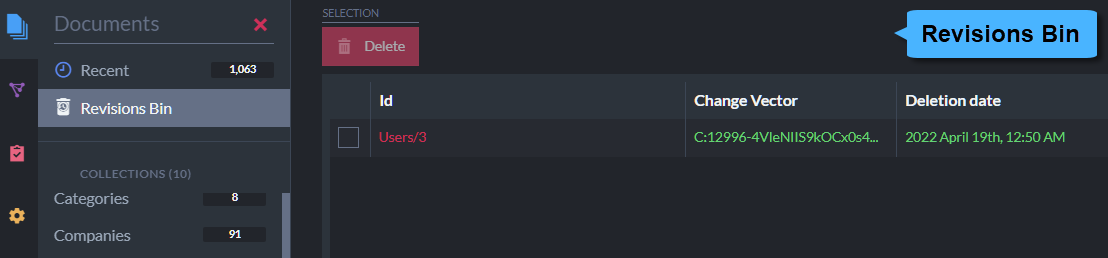 Documents
Recent 1,063
Revisions Bin
COLLECTIONS (10)
Categories 8
Companies 91
SELECTION
Delete
Revisions Bin
Id Change Vector Deletion date
Users/3 C:12996-4VleNIIS9kOCx0s4... 2022 April 19th, 12:50 AM